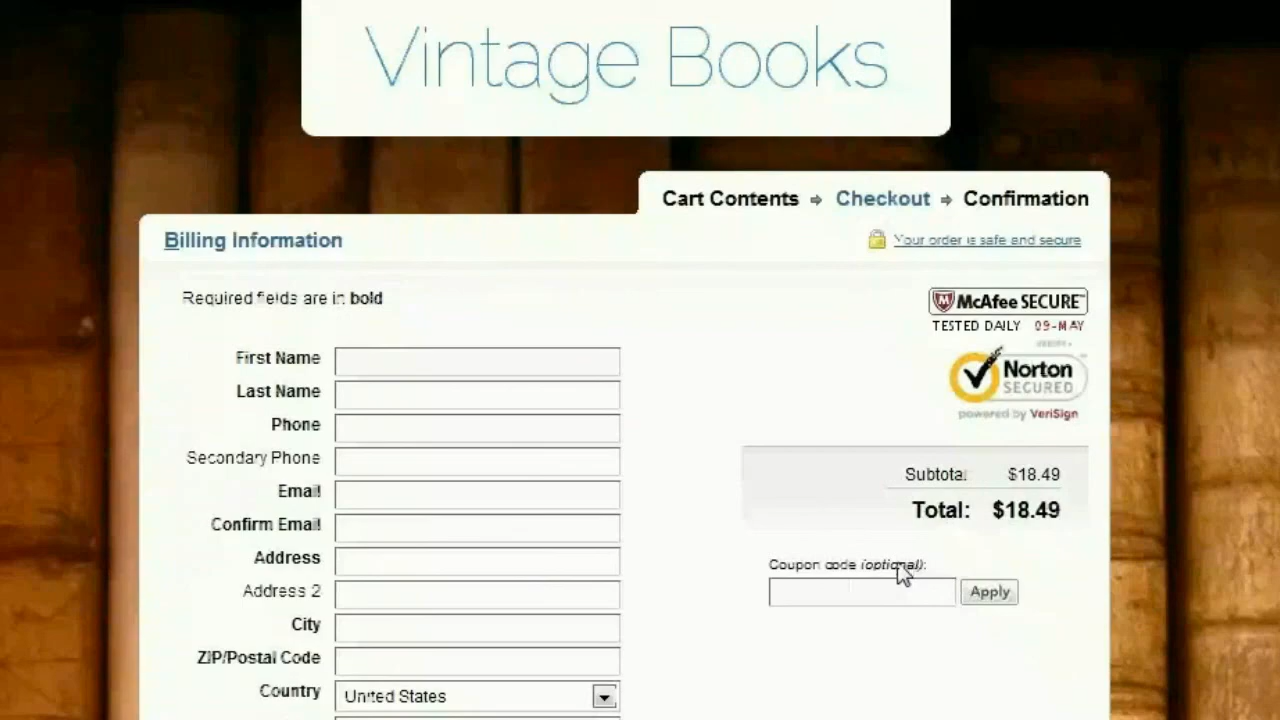 Vintage Books
Cart Contents Checkout Confirmation
Billing Information
Your order is safe and secure
Required fields are in bold
McAfee SECURE™
TESTED DAILY 09-MAY
First Name
Last Name
Phone
Secondary Phone
Email
Confirm Email
Address
Address 2
City
ZIP/Postal Code
Country United States
Norton
SECURED
powered by VeriSign
Subtotal: $18.49
Total: $18.49
Coupon code (optional):
Apply